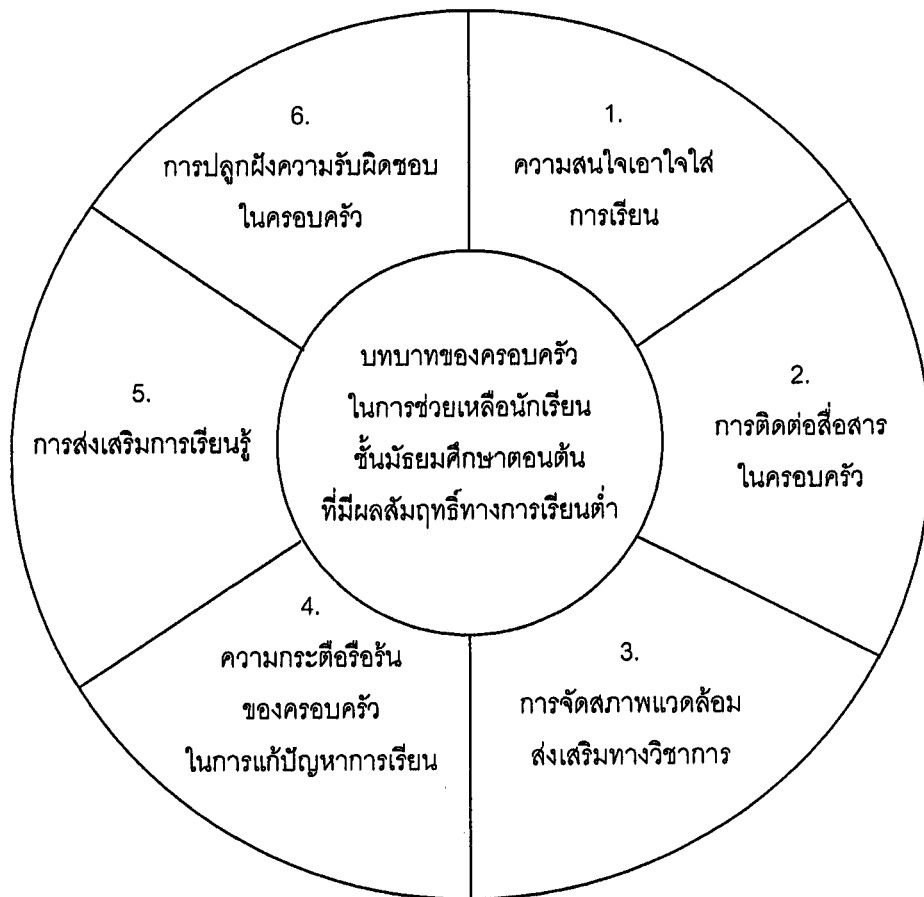 บทบาทของครอบครัว
ในการช่วยเหลือนักเรียน
ชั้นมัธยมศึกษาตอนต้น
ที่มีผลสัมฤทธิ์ทางการเรียนต่ำ
1.
ความสนใจเอาใจใส่
การเรียน
2.
การติดต่อสื่อสาร
ในครอบครัว
3.
การจัดสภาพแวดล้อม
ส่งเสริมทางวิชาการ
4.
ความกระตือรือร้น
ของครอบครัว
ในการแก้ปัญหาการเรียน
5.
การส่งเสริมการเรียนรู้
6.
การปลูกฝังความรับผิดชอบ
ในครอบครัว